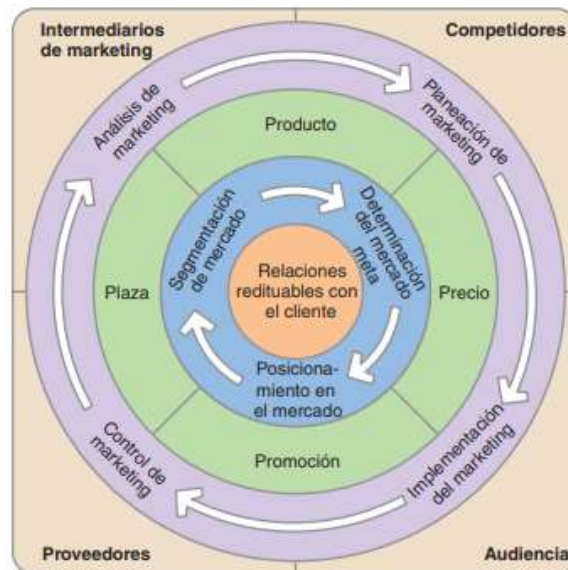 Intermediarios
de marketing
Competidores
Análisis de
marketing
Planeación de
marketing
Producto
Segmentación
de mercado
Determinación
del mercado
meta
Plaza
Relaciones
redituables con
el cliente
Precio
Posiciona-
miento en
el mercado
Control de
marketing
Implementación
del marketing
Promoción
Proveedores
Audiencia